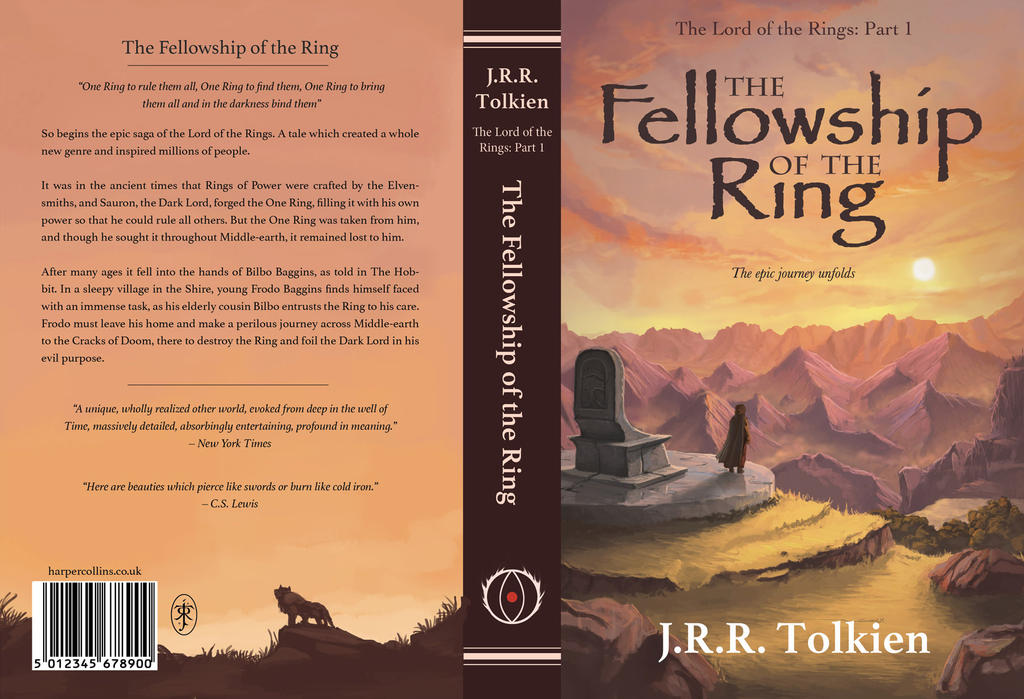 The Fellowship of the Ring
“One Ring to rule them all, One Ring to find them, One Ring to bring
them all and in the darkness bind them”
So begins the epic saga of the Lord of the Rings. A tale which created a whole
new genre and inspired millions of people.
It was in the ancient times that Rings of Power were crafted by the Elven-
smiths, and Sauron, the Dark Lord, forged the One Ring, filling it with his own
power so that he could rule all others. But the One Ring was taken from him,
and though he sought it throughout Middle-earth, it remained lost to him.
After many ages it fell into the hands of Bilbo Baggins, as told in The Hob-
bit. In a sleepy village in the Shire, young Frodo Baggins finds himself faced
with an immense task, as his elderly cousin Bilbo entrusts the Ring to his care.
Frodo must leave his home and make a perilous journey across Middle-earth
to the Cracks of Doom, there to destroy the Ring and foil the Dark Lord in his
evil purpose.
“A unique, wholly realized other world, evoked from deep in the well of
Time, massively detailed, absorbingly entertaining, profound in meaning.”
– New York Times
“Here are beauties which pierce like swords or burn like cold iron.”
– C.S. Lewis
harpercollins.co.uk
5 012345 678900
J.R.R.
Tolkien
The Lord of the
Rings: Part 1
The Fellowship of the Ring
The Lord of the Rings: Part 1
THE
Fellowship
OF THE
Ring
The epic journey unfolds
J.R.R. Tolkien